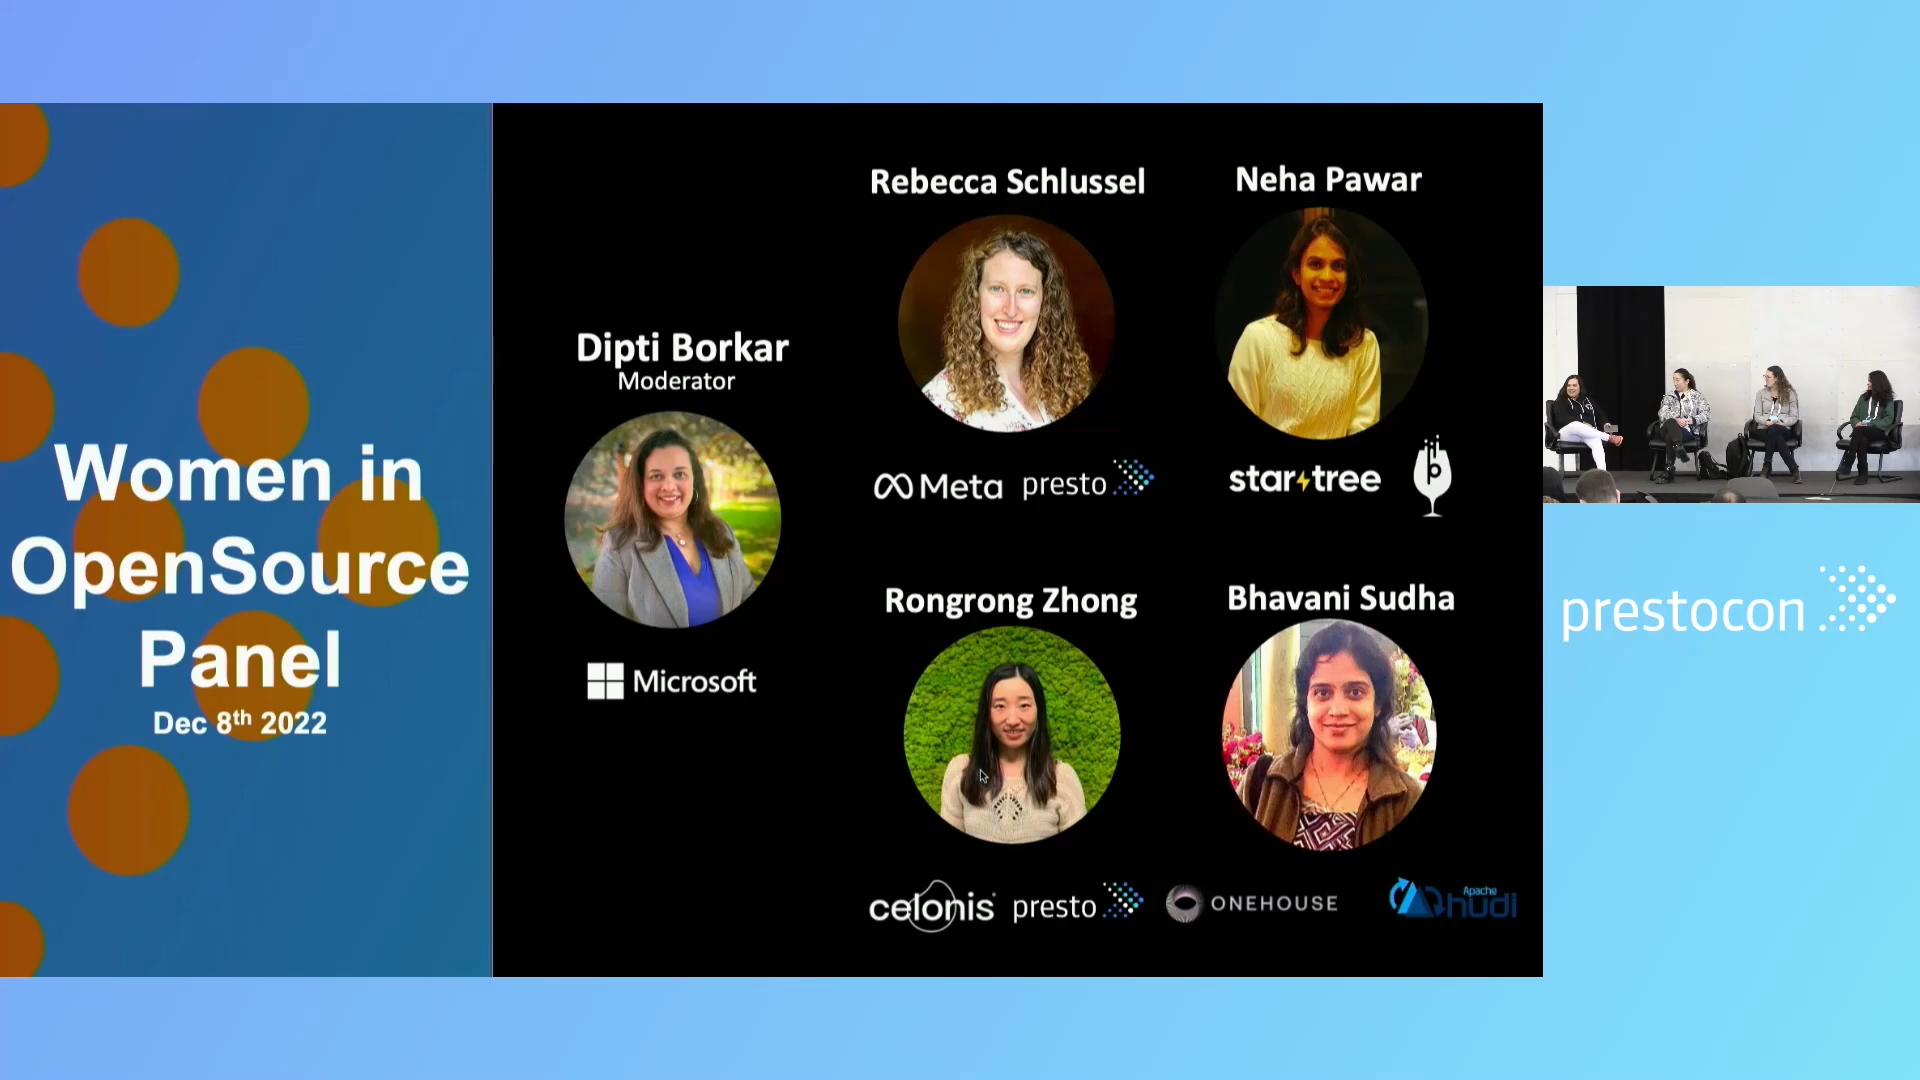 Women in
OpenSource
Panel
Dec 8th 2022
Dipti Borkar
Moderator
Microsoft
Rebecca Schlussel
Meta presto
Neha Pawar
star tree
Rongrong Zhong
celonis presto
Bhavani Sudha
ONEHOUSE
Apache
hudi
prestocon